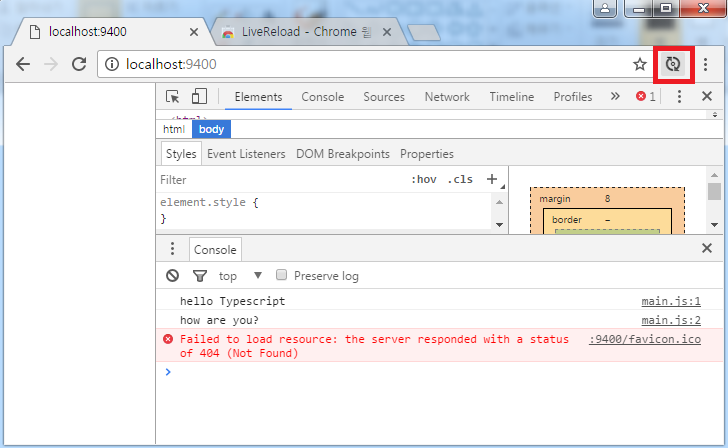 localhost:9400
LiveReload - Chrome 웹
localhost:9400
Elements Console Sources Network Timeline Profiles » 1
<html>
html body
Styles Event Listeners DOM Breakpoints Properties
Filter :hov .cls +
element.style {
}
margin 8
border –
Console
top Preserve log
hello Typescript main.js:1
how are you? main.js:2
Failed to load resource: the server responded with a status :9400/favicon.ico
of 404 (Not Found)
>